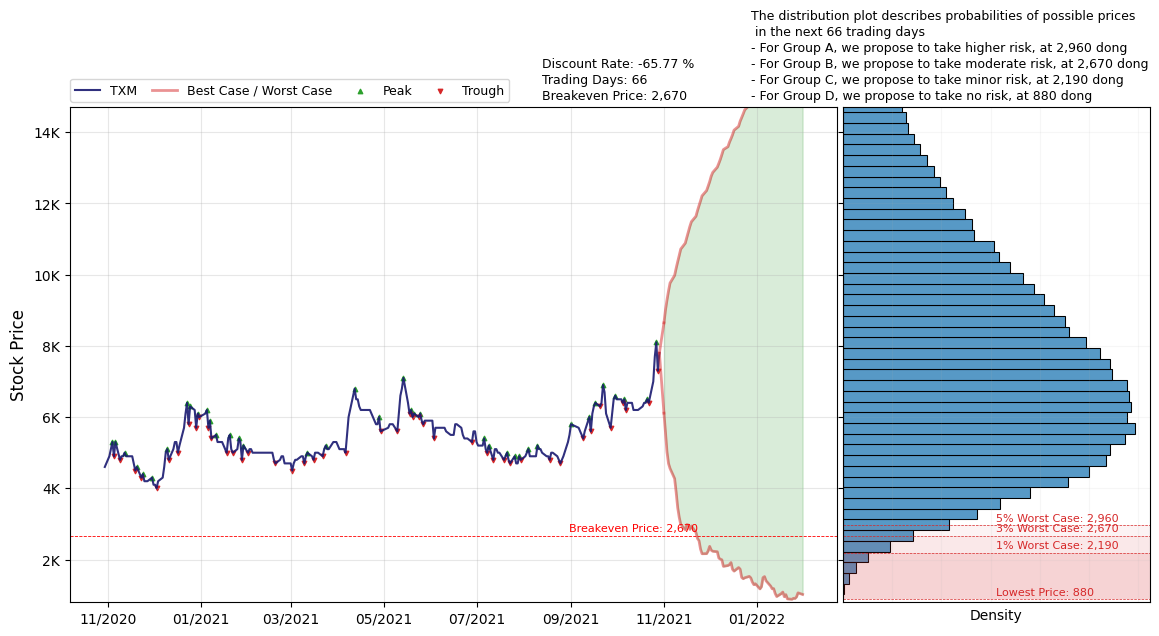 The distribution plot describes probabilities of possible prices
in the next 66 trading days
- For Group A, we propose to take higher risk, at 2,960 dong
- For Group B, we propose to take moderate risk, at 2,670 dong
- For Group C, we propose to take minor risk, at 2,190 dong
- For Group D, we propose to take no risk, at 880 dong
Discount Rate: -65.77 %
Trading Days: 66
Breakeven Price: 2,670
TXM Best Case / Worst Case Peak Trough
Stock Price
14K
12K
10K
8K
6K
4K
2K
Breakeven Price: 2,670
5% Worst Case: 2,960
3% Worst Case: 2,670
1% Worst Case: 2,190
Lowest Price: 880
11/2020 01/2021 03/2021 05/2021 07/2021 09/2021 11/2021 01/2022
Density